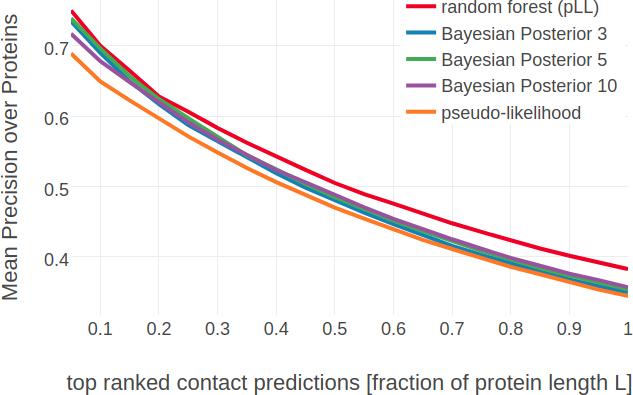 random forest (pLL)
Bayesian Posterior 3
Bayesian Posterior 5
Bayesian Posterior 10
pseudo-likelihood
Mean Precision over Proteins
0.7
0.6
0.5
0.4
0.1 0.2 0.3 0.4 0.5 0.6 0.7 0.8 0.9 1
top ranked contact predictions [fraction of protein length L]